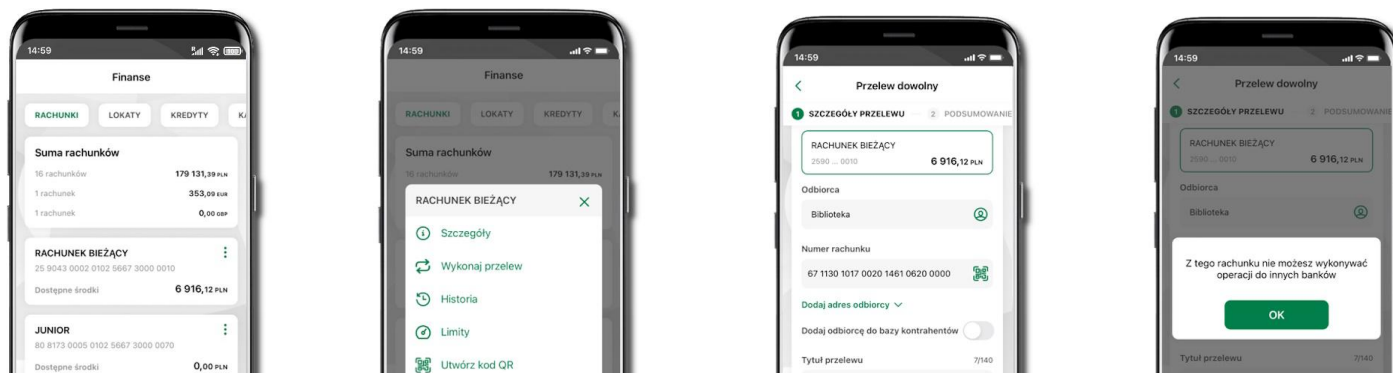 14:59
Finanse
RACHUNKI LOKATY KREDYTY
Suma rachunków
16 rachunków 179 131,39 PLN
1 rachunek 353,09 EUR
1 rachunek 0,00 GBP
RACHUNEK BIEŻĄCY
25 9043 0002 0102 5667 3000 0010
Dostępne środki 6 916,12 PLN
JUNIOR
80 8173 0005 0102 5667 3000 0070
Dostępne środki 0,00 PLN
14:59
Finanse
RACHUNKI LOKATY KREDYTY
Suma rachunków
16 rachunków 179 131,39 PLN
RACHUNEK BIEŻĄCY
Szczegóły
Wykonaj przelew
Historia
Limity
Utwórz kod QR
14:59
Przelew dowolny
1 SZCZEGÓŁY PRZELEWU 2 PODSUMOWANIE
RACHUNEK BIEŻĄCY
2590 ... 0010 6 916,12 PLN
Odbiorca
Biblioteka
Numer rachunku
67 1130 1017 0020 1461 0620 0000
Dodaj adres odbiorcy
Dodaj odbiorcę do bazy kontrahentów
Tytuł przelewu 7/140
14:59
Przelew dowolny
1 SZCZEGÓŁY PRZELEWU 2 PODSUMOWANIE
RACHUNEK BIEŻĄCY
2590 ... 0010 6 916,12 PLN
Odbiorca
Biblioteka
Z tego rachunku nie możesz wykonywać
operacji do innych banków
OK
Tytuł przelewu 7/140